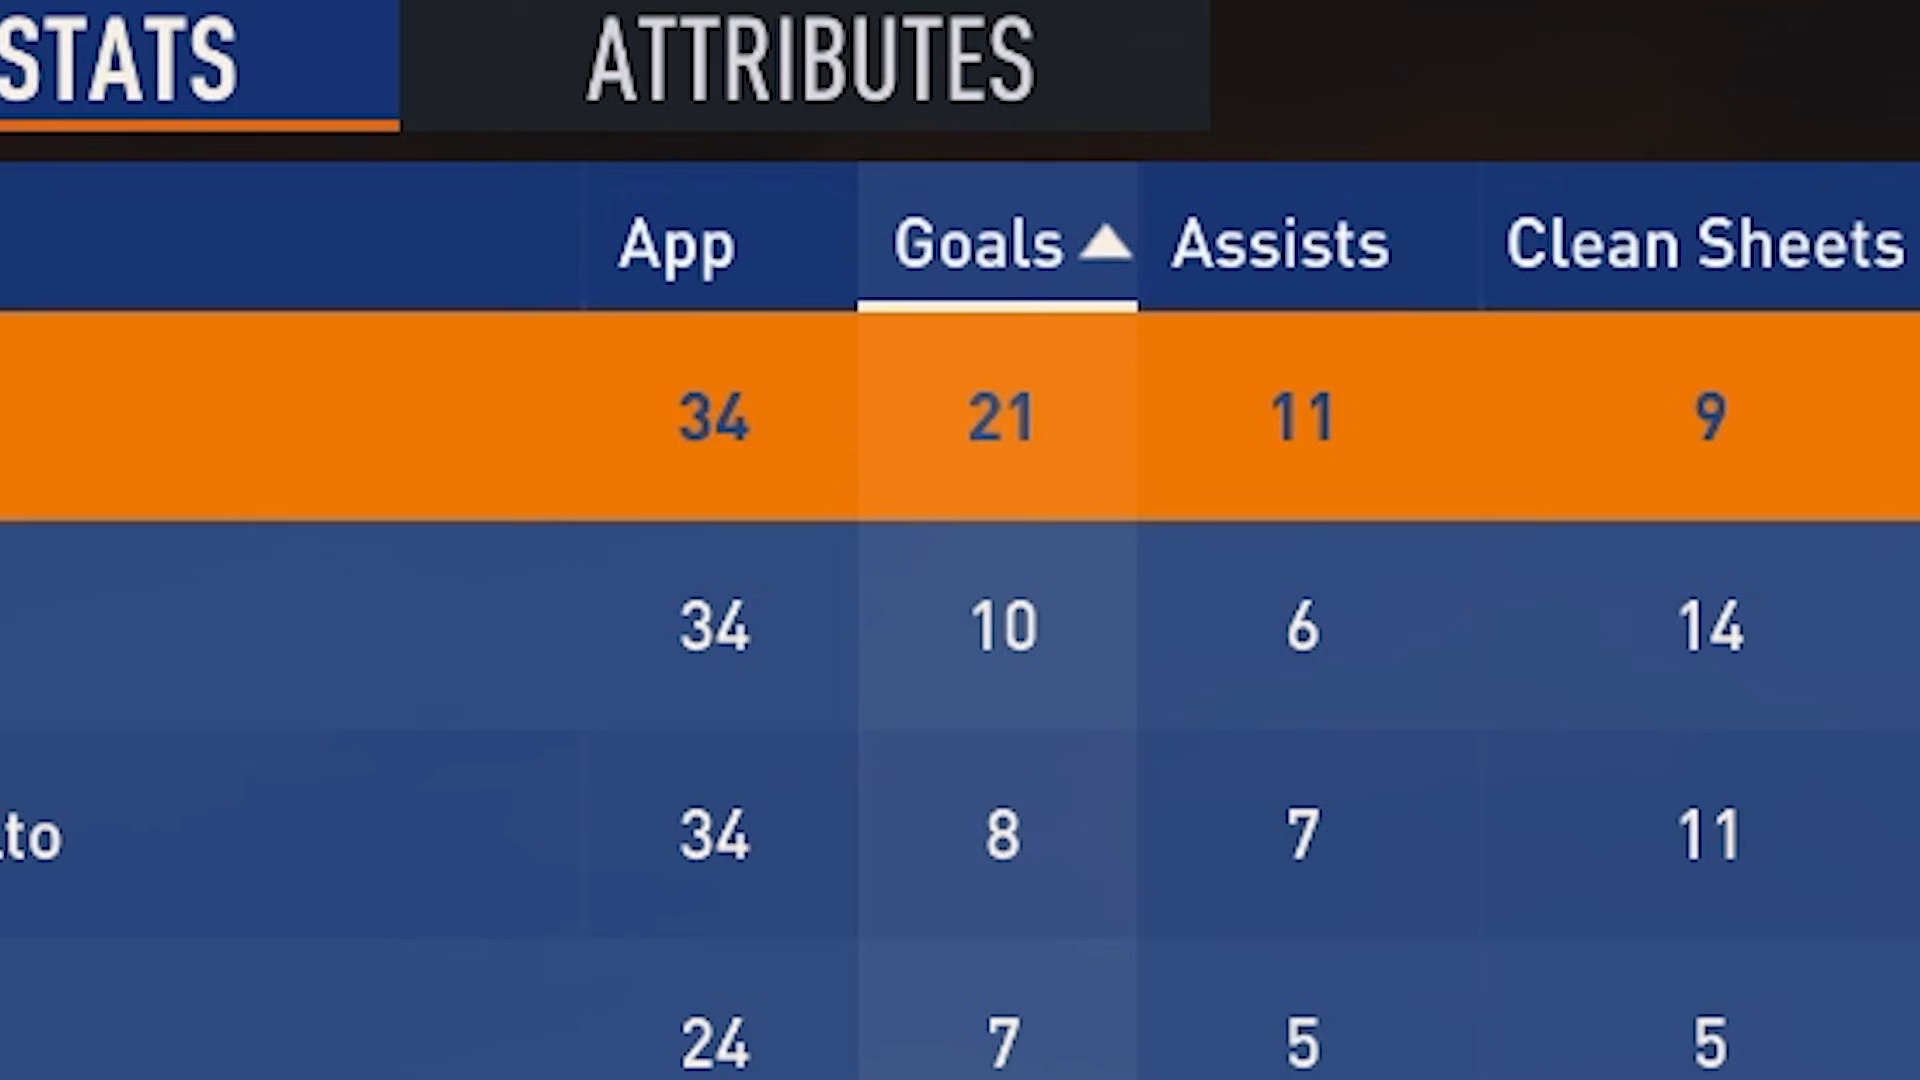 STATS ATTRIBUTES
App Goals Assists Clean Sheets
34 21 11 9
34 10 6 14
34 8 7 11
24 7 5 5